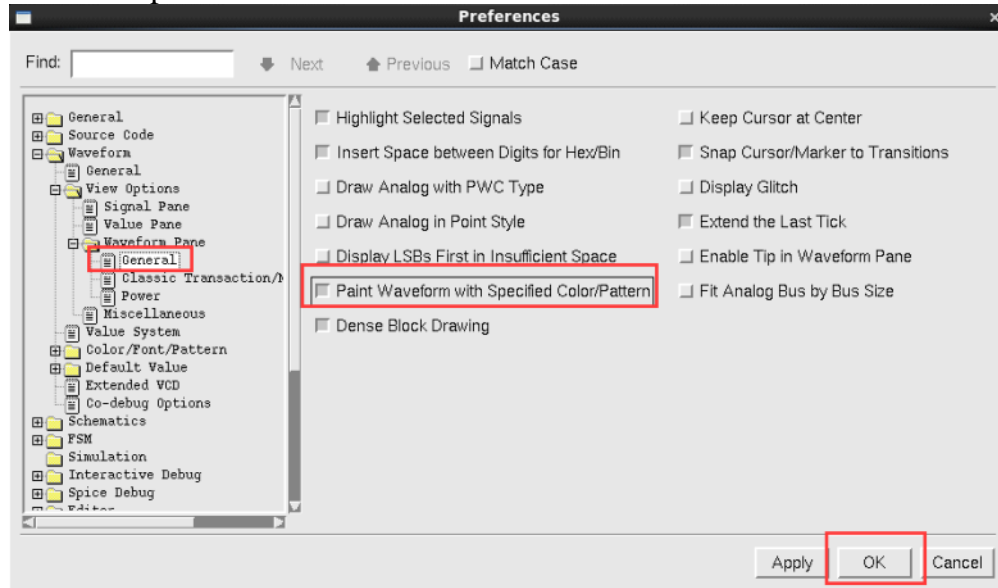 Preferences
Find:
Next
Previous
Match Case
General
Source Code
Waveform
General
View Options
Signal Pane
Value Pane
Waveform Pane
General
Classic Transaction/
Power
Miscellaneous
Value System
Color/Font/Pattern
Default Value
Extended VCD
Co-debug Options
Schematics
FSM
Simulation
Interactive Debug
Spice Debug
Editor
Highlight Selected Signals
Keep Cursor at Center
Insert Space between Digits for Hex/Bin
Snap Cursor/Marker to Transitions
Draw Analog with PWC Type
Display Glitch
Draw Analog in Point Style
Extend the Last Tick
Display LSBs First in Insufficient Space
Enable Tip in Waveform Pane
Paint Waveform with Specified Color/Pattern
Fit Analog Bus by Bus Size
Dense Block Drawing
Apply
OK
Cancel